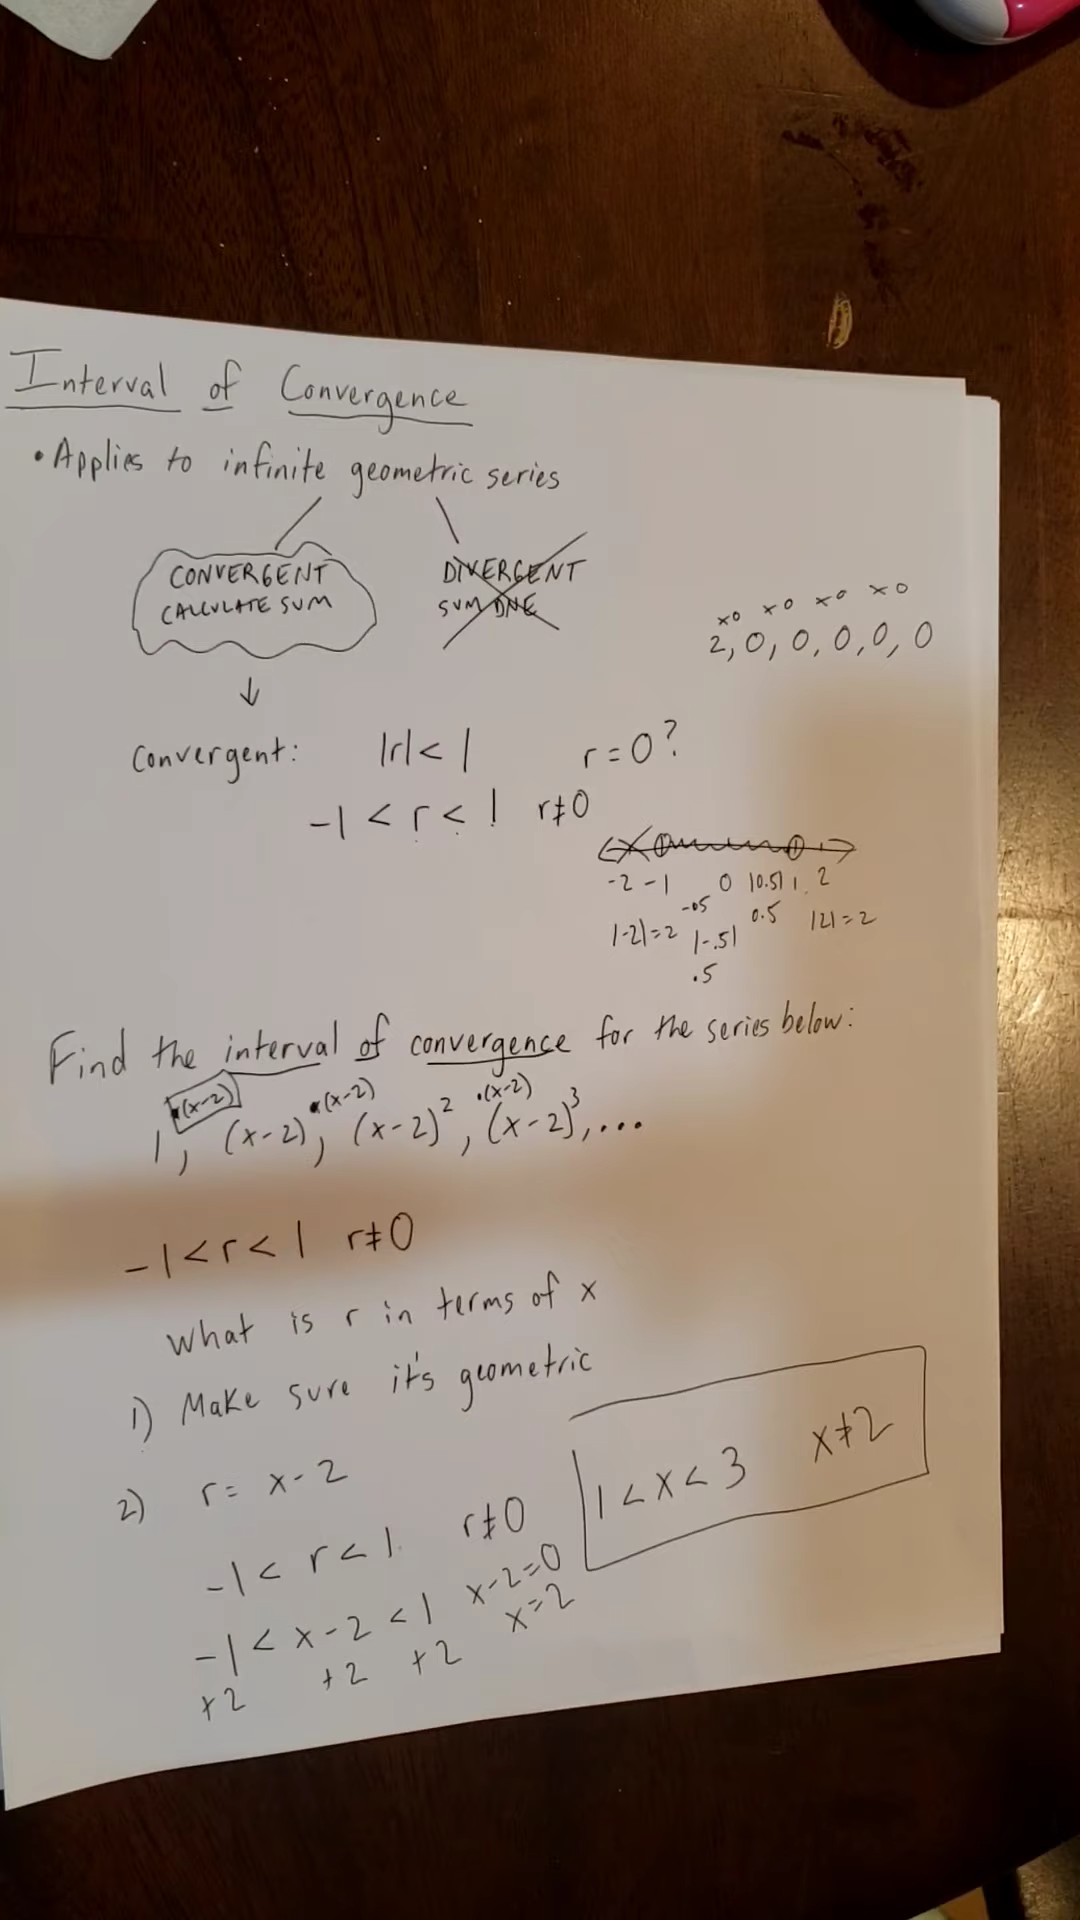 Interval of Convergence
• Applies to infinite geometric series
CONVERGENT
CALCULATE SUM
DIVERGENT
SUM DNE
x0 x0 x0 x0
2, 0, 0, 0, 0, 0
Convergent: |r| < 1 r = 0?
-1 < r < 1 r≠0
-2 -1 0 |0.5| 1 2
-05 0.5
|-2|=2 |-.5| |2|=2
.5
Find the interval of convergence for the series below:
•(x-2) •(x-2) •(x-2)
1, (x-2), (x-2)², (x-2)³, ...
-1 < r < 1 r≠0
What is r in terms of x
1) Make sure it's geometric
2) r = x-2
-1 < r < 1 r≠0
-1 < x-2 < 1 x-2=0
+2 +2 +2 x=2
1 < x < 3 x≠2